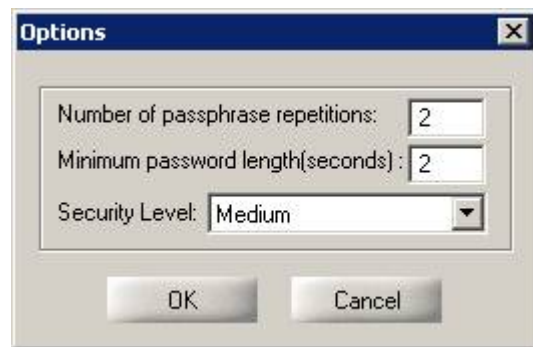 Options
Number of passphrase repetitions: 2
Minimum password length(seconds) : 2
Security Level: Medium
OK Cancel